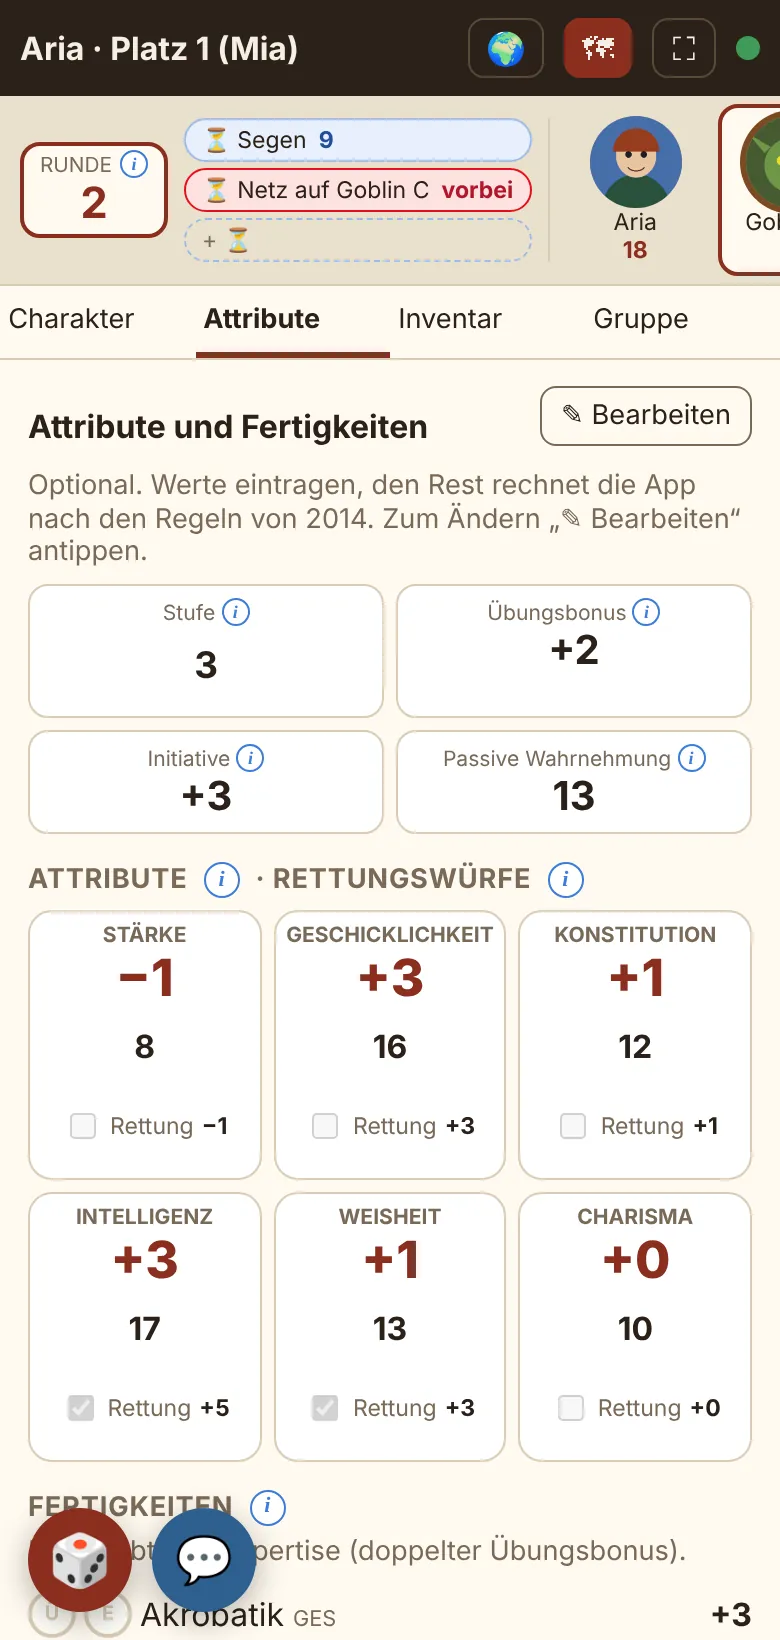 Aria · Platz 1 (Mia)
RUNDE i
2
Segen 9
Netz auf Goblin C vorbei
+
Aria
18
Gol
Charakter Attribute Inventar Gruppe
Attribute und Fertigkeiten
✎ Bearbeiten
Optional. Werte eintragen, den Rest rechnet die App
nach den Regeln von 2014. Zum Ändern „✎ Bearbeiten“
antippen.
Stufe i
3
Übungsbonus i
+2
Initiative i
+3
Passive Wahrnehmung i
13
ATTRIBUTE i · RETTUNGSWÜRFE i
STÄRKE
−1
8
Rettung −1
GESCHICKLICHKEIT
+3
16
Rettung +3
KONSTITUTION
+1
12
Rettung +1
INTELLIGENZ
+3
17
Rettung +5
WEISHEIT
+1
13
Rettung +3
CHARISMA
+0
10
Rettung +0
FERTIGKEITEN i
pertise (doppelter Übungsbonus).
Ü E Akrobatik GES +3